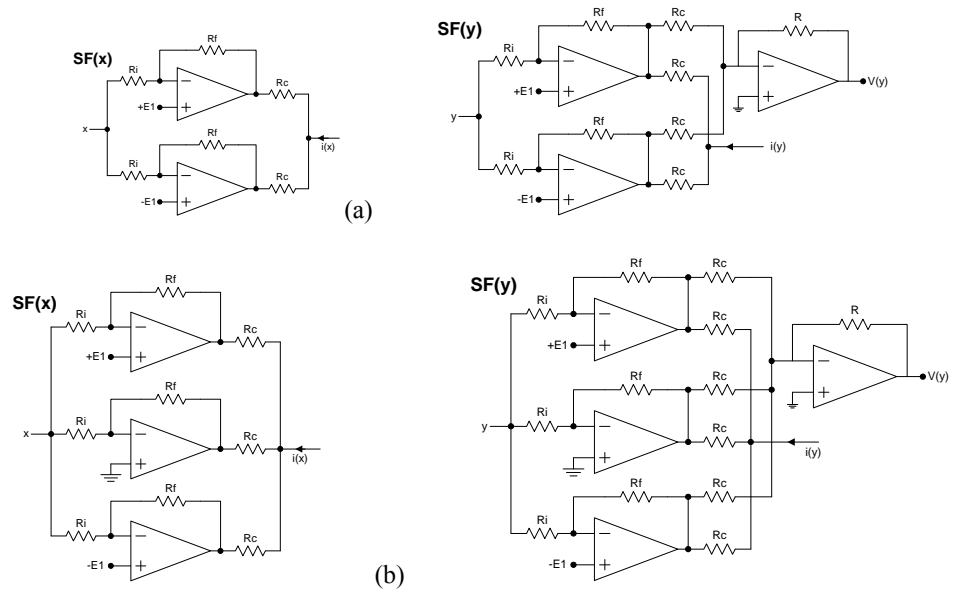 SF(x)
Rf
Ri
+E1
Rc
x
i(x)
Rf
Ri
-E1
Rc
(a)
SF(y)
Rf
Rc
Ri
Rc
+E1
R
V(y)
y
Rf
Rc
i(y)
Ri
Rc
-E1
SF(x)
Rf
Ri
+E1
Rc
Rf
x
Ri
Rc
i(x)
Rf
Ri
-E1
Rc
(b)
SF(y)
Rf
Rc
Ri
Rc
+E1
R
V(y)
Rf
Rc
y
Ri
Rc
i(y)
Rf
Rc
Ri
Rc
-E1